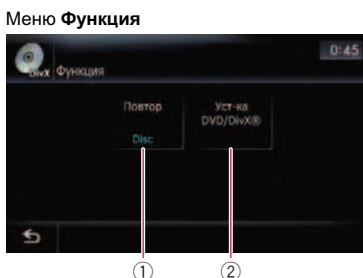 Меню Функция
0:45
DivX Функция
Повтор
Уст-ка
DVD/DivX®
Disc
① ②